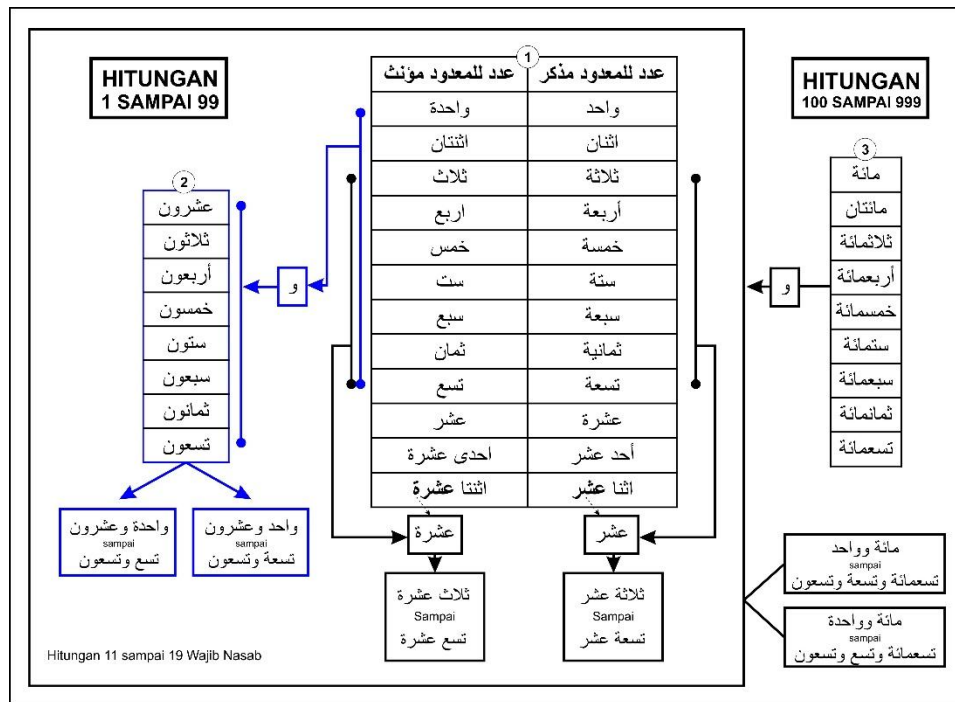 HITUNGAN
1 SAMPAI 99
1
عدد للمعدود مذكر
عدد للمعدود مؤنث
واحد
واحدة
اثنان
اثنتان
ثلاثة
ثلاث
أربعة
اربع
خمسة
خمس
ستة
ست
سبعة
سبع
ثمانية
ثمان
تسعة
تسع
عشرة
عشر
أحد عشر
احدى عشرة
اثنا عشر
اثنتا عشرة
عشر
عشرة
ثلاثة عشر
Sampai
تسعة عشر
ثلاث عشرة
Sampai
تسع عشرة
و
2
عشرون
ثلاثون
أربعون
خمسون
ستون
سبعون
ثمانون
تسعون
واحد وعشرون
sampai
تسعة وتسعون
واحدة وعشرون
sampai
تسع وتسعون
Hitungan 11 sampai 19 Wajib Nasab
HITUNGAN
100 SAMPAI 999
3
مائة
مائتان
ثلاثمائة
أربعمائة
خمسمائة
ستمائة
سبعمائة
ثمانمائة
تسعمائة
و
مائة وواحد
sampai
تسعمائة وتسعة وتسعون
مائة وواحدة
sampai
تسعمائة وتسع وتسعون